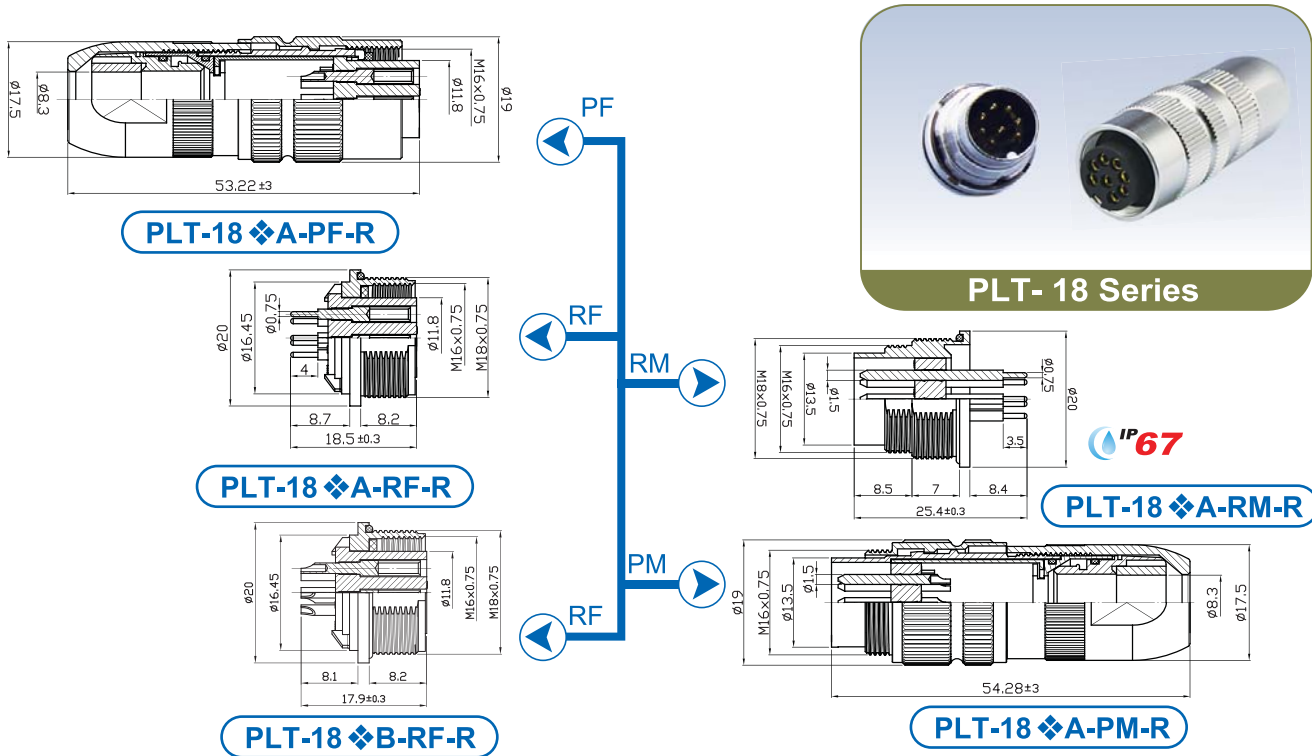 Ø17.5
Ø8.3
Ø11.8
M16×0.75
Ø19
53.22 ±3
PLT-18 ❖A-PF-R
PF
PLT- 18 Series
Ø20
Ø16.45
Ø0.75
4
8.7
8.2
18.5 ±0.3
Ø11.8
M16×0.75
M18×0.75
PLT-18 ❖A-RF-R
RF
RM
M18×0.75
M16×0.75
Ø13.5
Ø1.5
Ø0.75
Ø20
3.5
8.5
7
8.4
25.4±0.3
IP67
PLT-18 ❖A-RM-R
Ø20
Ø16.45
Ø11.8
M16×0.75
M18×0.75
8.1
8.2
17.9±0.3
PLT-18 ❖B-RF-R
RF
PM
Ø19
M16×0.75
Ø13.5
Ø1.5
Ø8.3
Ø17.5
54.28±3
PLT-18 ❖A-PM-R